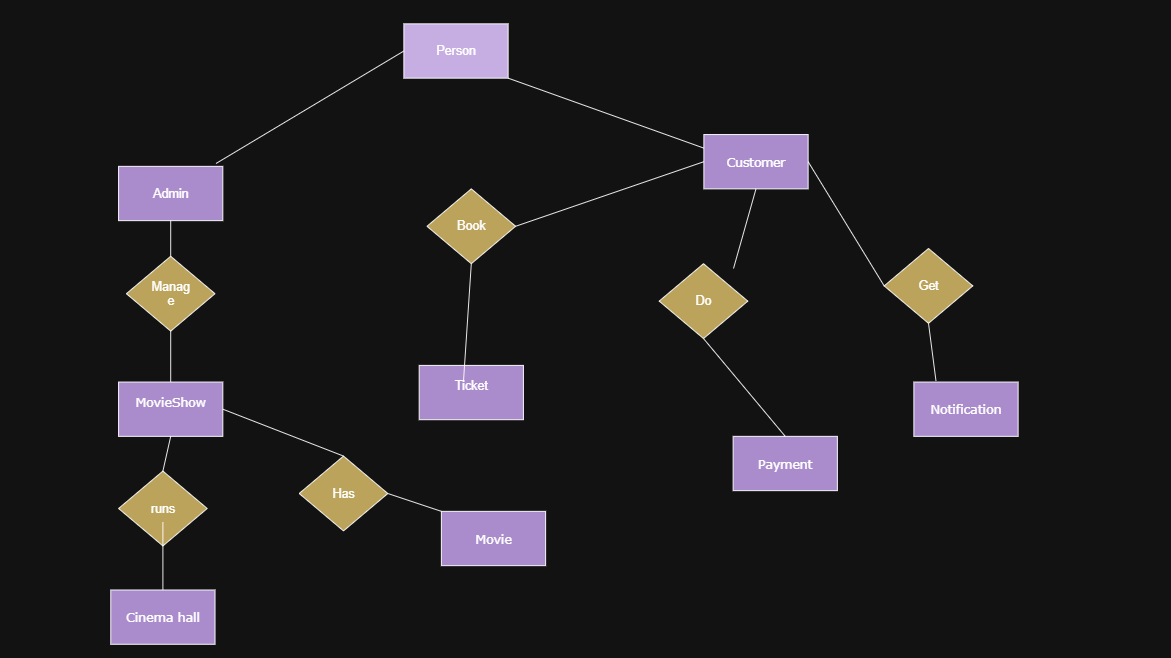 Person
Customer
Admin
Book
Get
Manag
e
Do
Ticket
MovieShow
Notification
Payment
Has
runs
Movie
Cinema hall